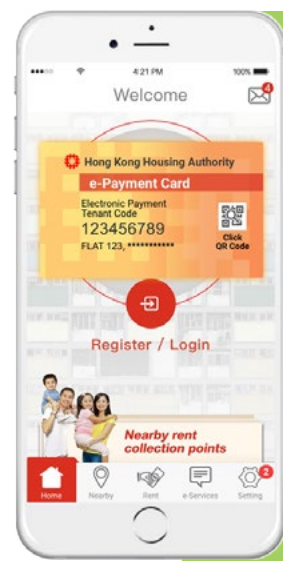 4:21 PM
100%
Welcome
4
Hong Kong Housing Authority
e-Payment Card
Electronic Payment
Tenant Code
123456789
FLAT 123, ***********
Click
QR Code
Register / Login
Nearby rent
collection points
2
Home
Nearby
Rent
e-Services
Setting